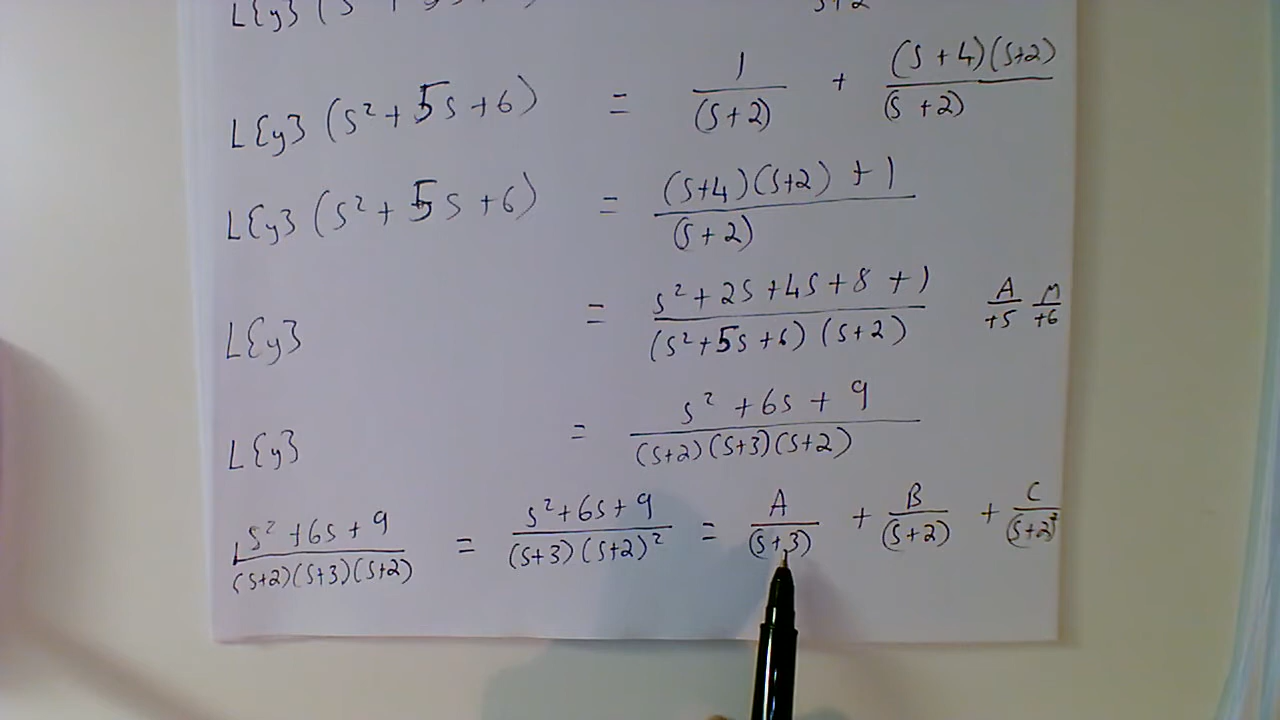 L{y} (s² + 5s + 6) = 1/(s+2) + (s+4)(s+2)/(s+2)
L{y} (s² + 5s + 6) = ((s+4)(s+2) + 1)/(s+2)
L{y} = (s² + 2s + 4s + 8 + 1)/((s²+5s+6)(s+2)) A/+5 M/+6
L{y} = (s² + 6s + 9)/((s+2)(s+3)(s+2))
(s² + 6s + 9)/((s+2)(s+3)(s+2)) = (s²+6s+9)/((s+3)(s+2)²) = A/(s+3) + B/(s+2) + C/(s+2)²